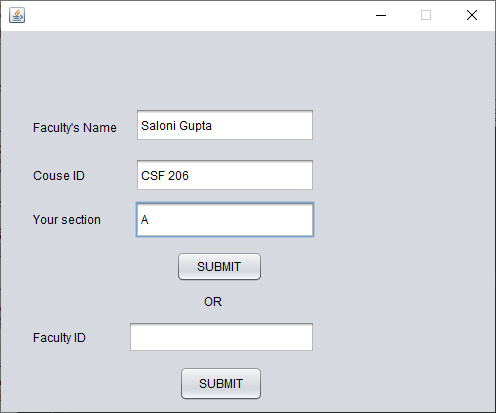 Faculty's Name Saloni Gupta
Couse ID CSF 206
Your section A
SUBMIT
OR
Faculty ID
SUBMIT